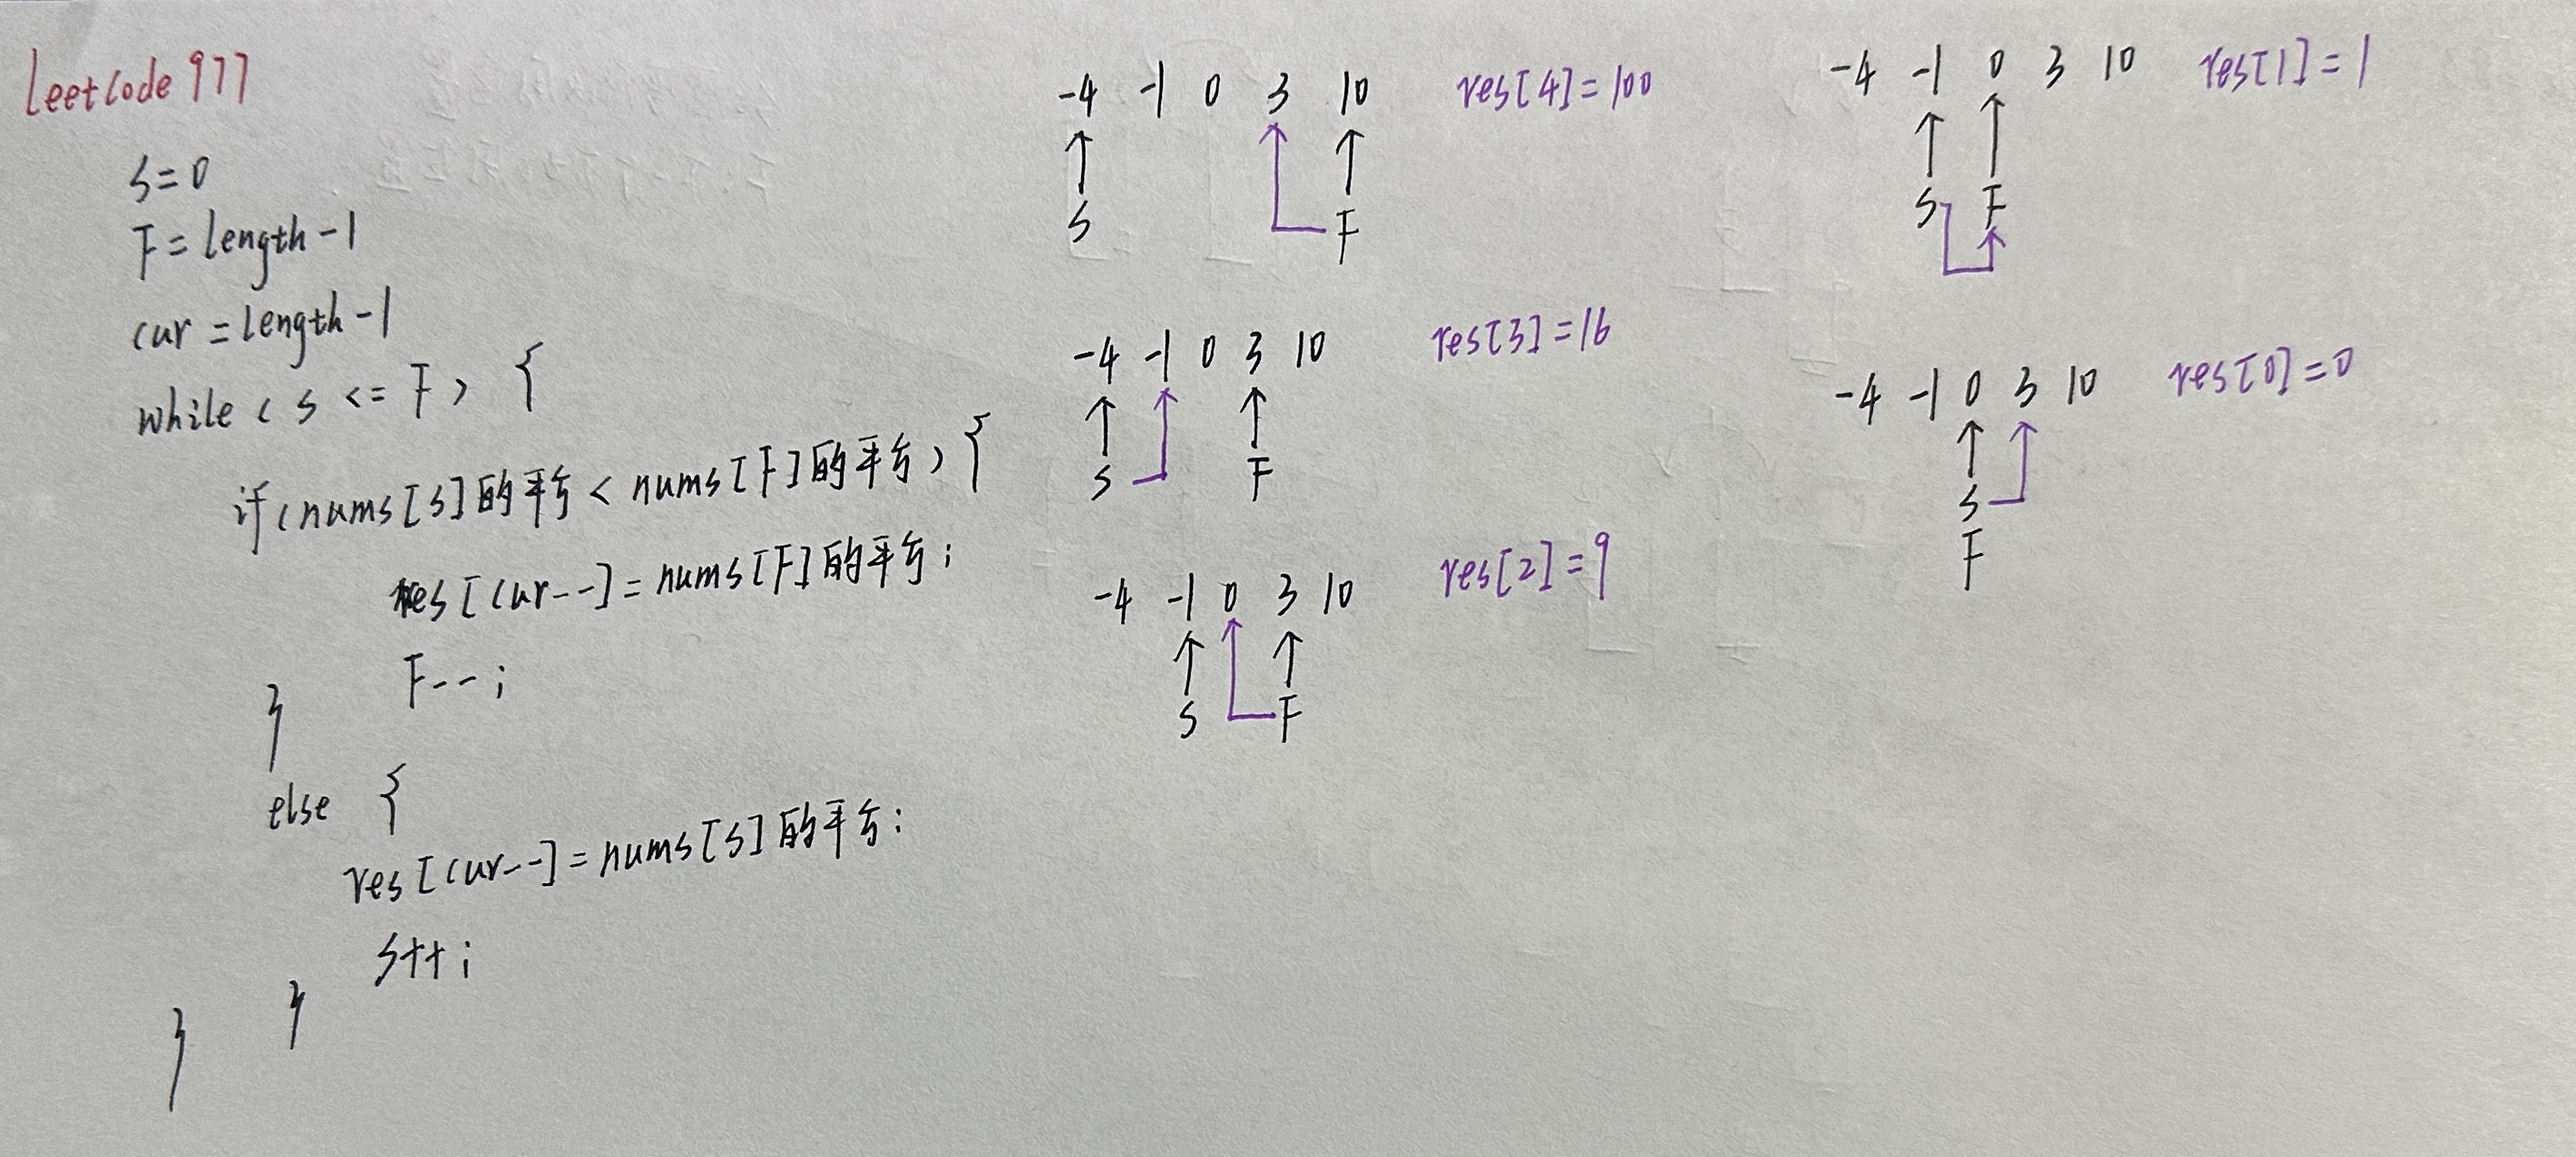 leetcode 977
S=0
F=length-1
cur=length-1
while(S<=F) {
if(nums[S]的平方<nums[F]的平方){
res[cur--]=nums[F]的平方;
F--;
}
else {
res[cur--]=nums[S]的平方;
S++;
}
}
-4 -1 0 3 10 res[4]=100
S F
-4 -1 0 3 10 res[3]=16
S F
-4 -1 0 3 10 res[2]=9
S F
-4 -1 0 3 10 res[1]=1
S F
-4 -1 0 3 10 res[0]=0
S
F